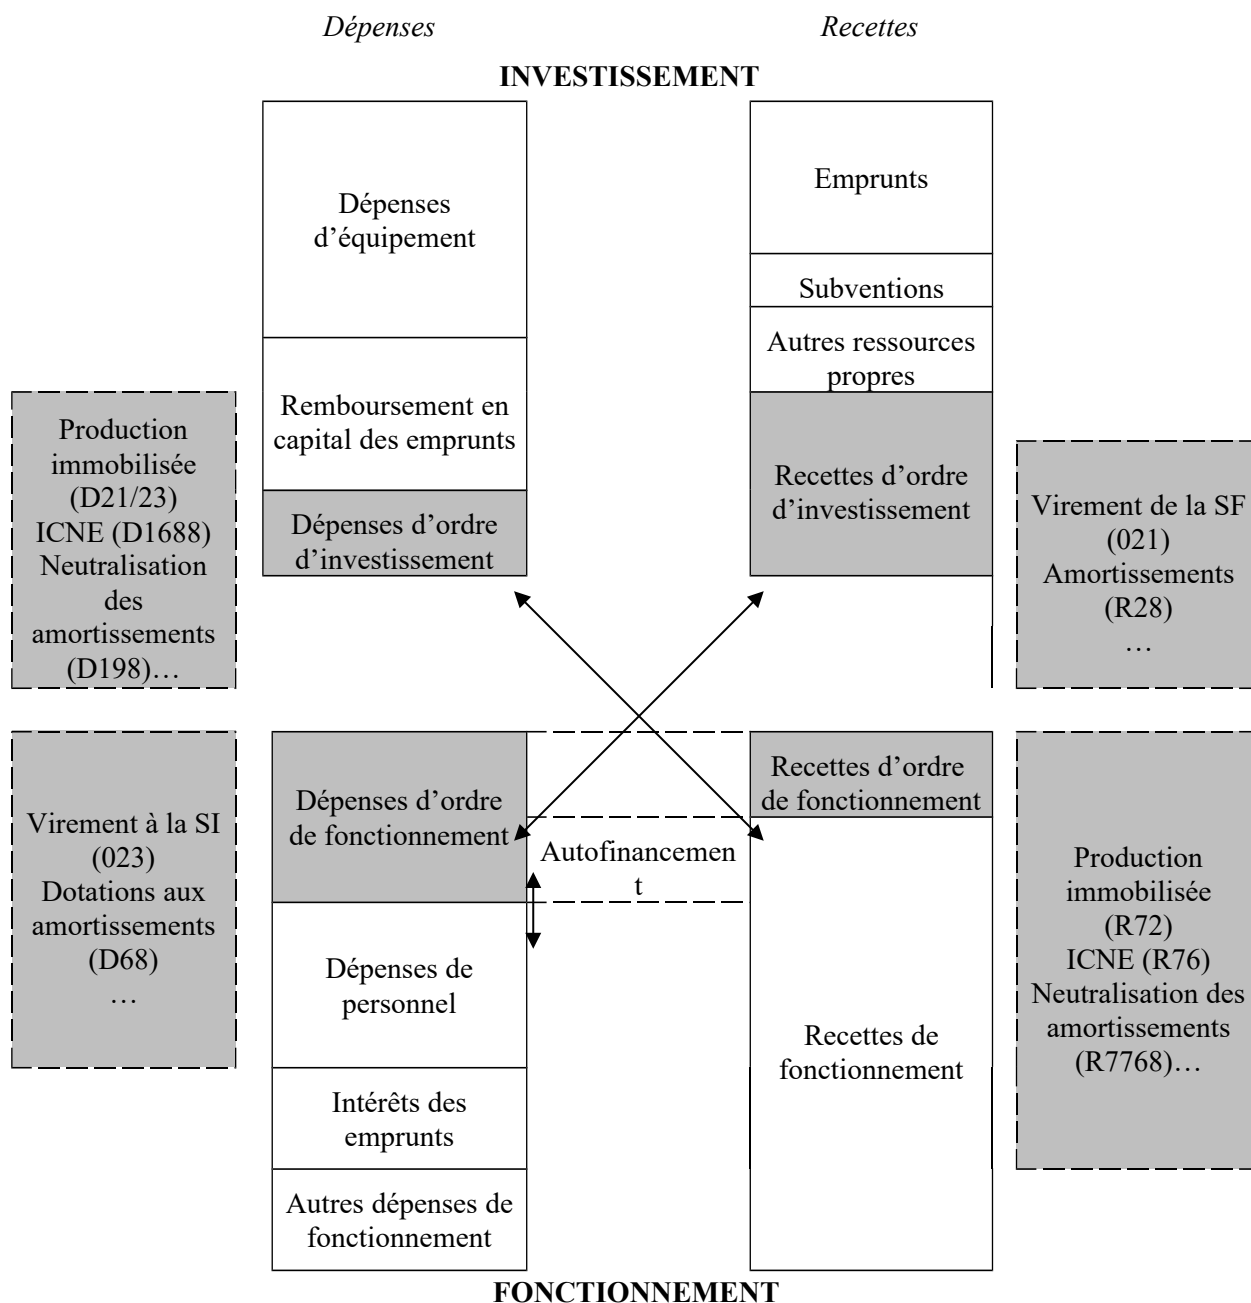 Dépenses
Recettes
INVESTISSEMENT
Dépenses
d’équipement
Remboursement en
capital des emprunts
Dépenses d’ordre
d’investissement
Emprunts
Subventions
Autres ressources
propres
Recettes d’ordre
d’investissement
Production
immobilisée
(D21/23)
ICNE (D1688)
Neutralisation
des
amortissements
(D198)…
Virement de la SF
(021)
Amortissements
(R28)
…
Virement à la SI
(023)
Dotations aux
amortissements
(D68)
…
Dépenses d’ordre
de fonctionnement
Dépenses de
personnel
Intérêts des
emprunts
Autres dépenses de
fonctionnement
Autofinancemen
t
Recettes d’ordre
de fonctionnement
Recettes de
fonctionnement
Production
immobilisée
(R72)
ICNE (R76)
Neutralisation des
amortissements
(R7768)…
FONCTIONNEMENT